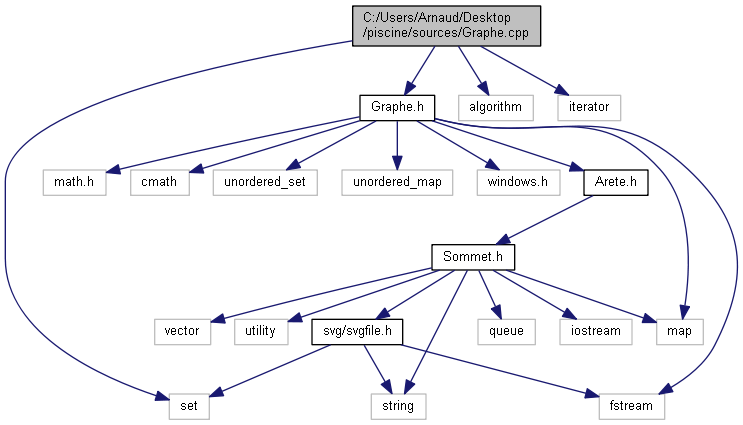 C:/Users/Arnaud/Desktop
/piscine/sources/Graphe.cpp
Graphe.h
algorithm
iterator
math.h
cmath
unordered_set
unordered_map
windows.h
Arete.h
Sommet.h
vector
utility
svg/svgfile.h
queue
iostream
map
set
string
fstream